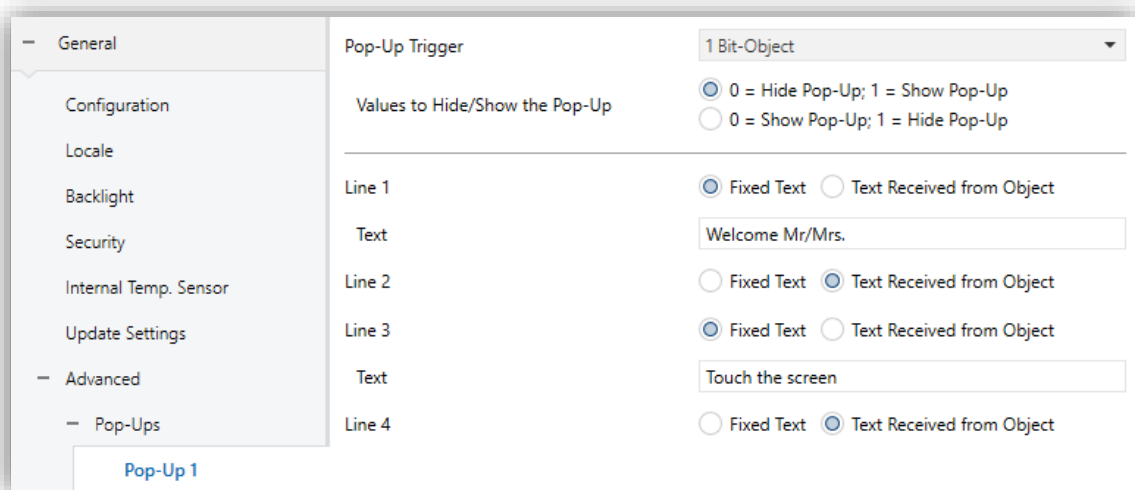 General
Configuration
Locale
Backlight
Security
Internal Temp. Sensor
Update Settings
Advanced
Pop-Ups
Pop-Up 1
Pop-Up Trigger
1 Bit-Object
Values to Hide/Show the Pop-Up
0 = Hide Pop-Up; 1 = Show Pop-Up
0 = Show Pop-Up; 1 = Hide Pop-Up
Line 1 Fixed Text Text Received from Object
Text Welcome Mr/Mrs.
Line 2 Fixed Text Text Received from Object
Line 3 Fixed Text Text Received from Object
Text Touch the screen
Line 4 Fixed Text Text Received from Object